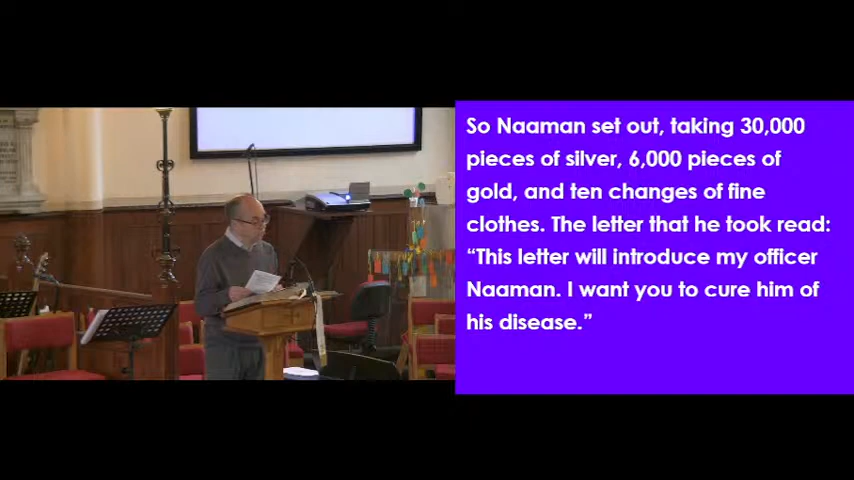 So Naaman set out, taking 30,000
pieces of silver, 6,000 pieces of
gold, and ten changes of fine
clothes. The letter that he took read:
“This letter will introduce my officer
Naaman. I want you to cure him of
his disease.”